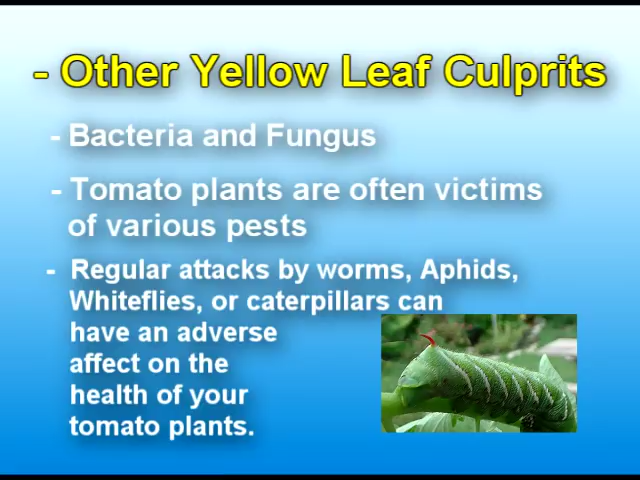 - Other Yellow Leaf Culprits
- Bacteria and Fungus
- Tomato plants are often victims
of various pests
- Regular attacks by worms, Aphids,
Whiteflies, or caterpillars can
have an adverse
affect on the
health of your
tomato plants.